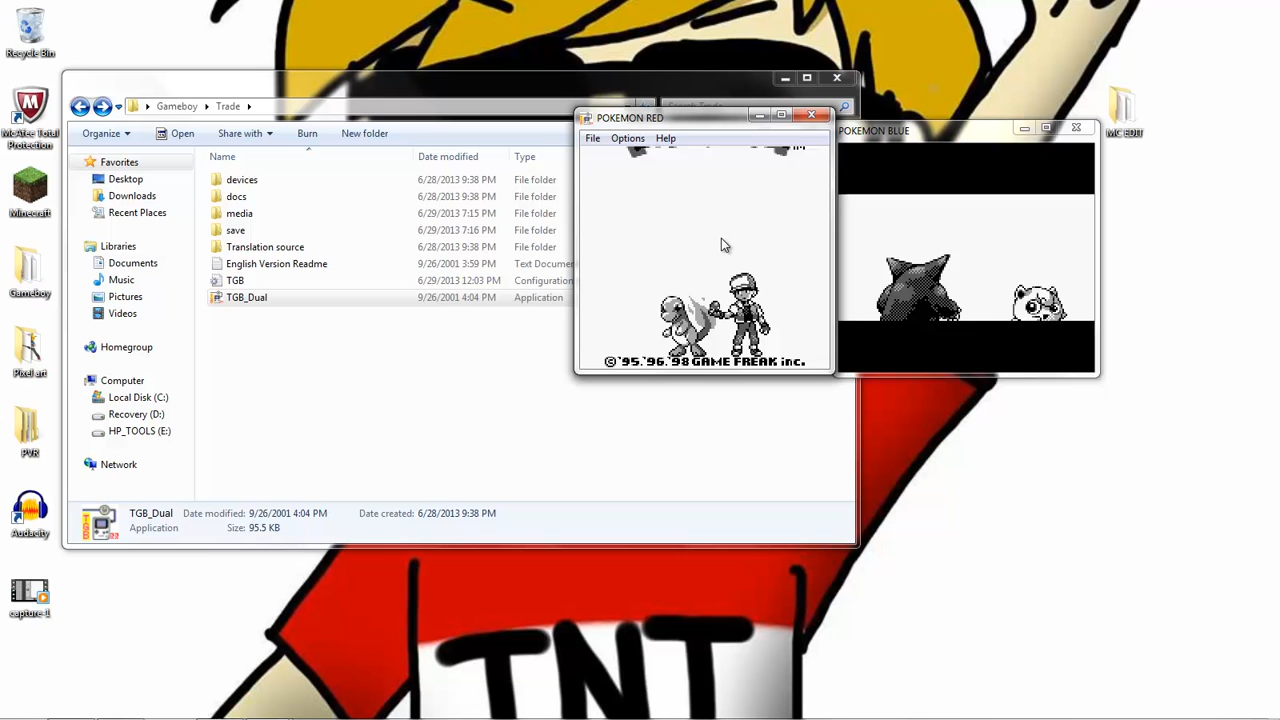 Recycle Bin
McAfee Total
Protection
Minecraft
Gameboy
Pixel art
PVR
Audacity
capture-1
MC EDIT
Gameboy
Trade
Search Trade
Organize
Open
Share with
Burn
New folder
Name
Date modified
Type
Favorites
Desktop
Downloads
Recent Places
Libraries
Documents
Music
Pictures
Videos
Homegroup
Computer
Local Disk (C:)
Recovery (D:)
HP_TOOLS (E:)
Network
devices 6/28/2013 9:38 PM File folder
docs 6/28/2013 9:38 PM File folder
media 6/29/2013 7:15 PM File folder
save 6/29/2013 7:16 PM File folder
Translation source 6/28/2013 9:38 PM File folder
English Version Readme 9/26/2001 3:59 PM Text Docume
TGB 6/29/2013 12:03 PM Configuration
TGB_Dual 9/26/2001 4:04 PM Application
TGB_Dual Date modified: 9/26/2001 4:04 PM Date created: 6/28/2013 9:38 PM
Application Size: 95.5 KB
POKEMON RED
File Options Help
©'95.'96.'98 GAME FREAK inc.
POKEMON BLUE
TNT